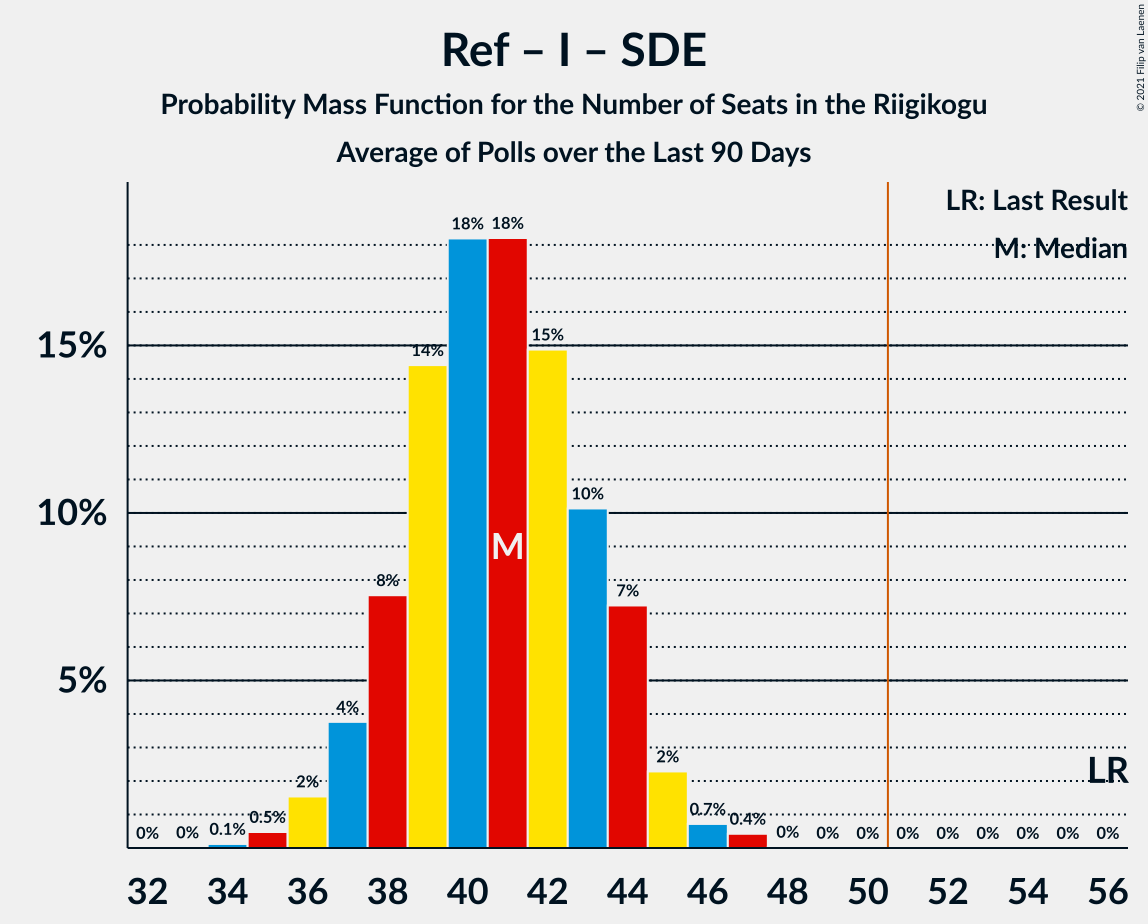 Ref – I – SDE
Probability Mass Function for the Number of Seats in the Riigikogu
Average of Polls over the Last 90 Days
© 2021 Filip van Laenen
LR: Last Result
M: Median
18% 18%
15%
15%
14%
10%
10%
M
8%
7%
5%
4%
2%
2%
LR
0% 0% 0.1% 0.5% 0.7% 0.4% 0% 0% 0% 0% 0% 0% 0% 0% 0%
32 34 36 38 40 42 44 46 48 50 52 54 56